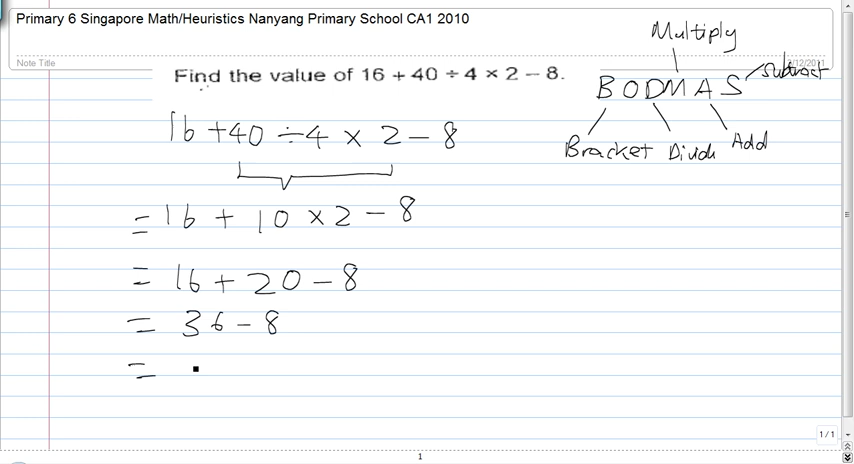 Primary 6 Singapore Math/Heuristics Nanyang Primary School CA1 2010
Note Title
Find the value of 16 + 40 ÷ 4 × 2 − 8.
Multiply
BODMAS
Subtract
Bracket Divide Add
16 + 40 ÷ 4 × 2 − 8
= 16 + 10 × 2 − 8
= 16 + 20 − 8
= 36 − 8
=
1/1
1